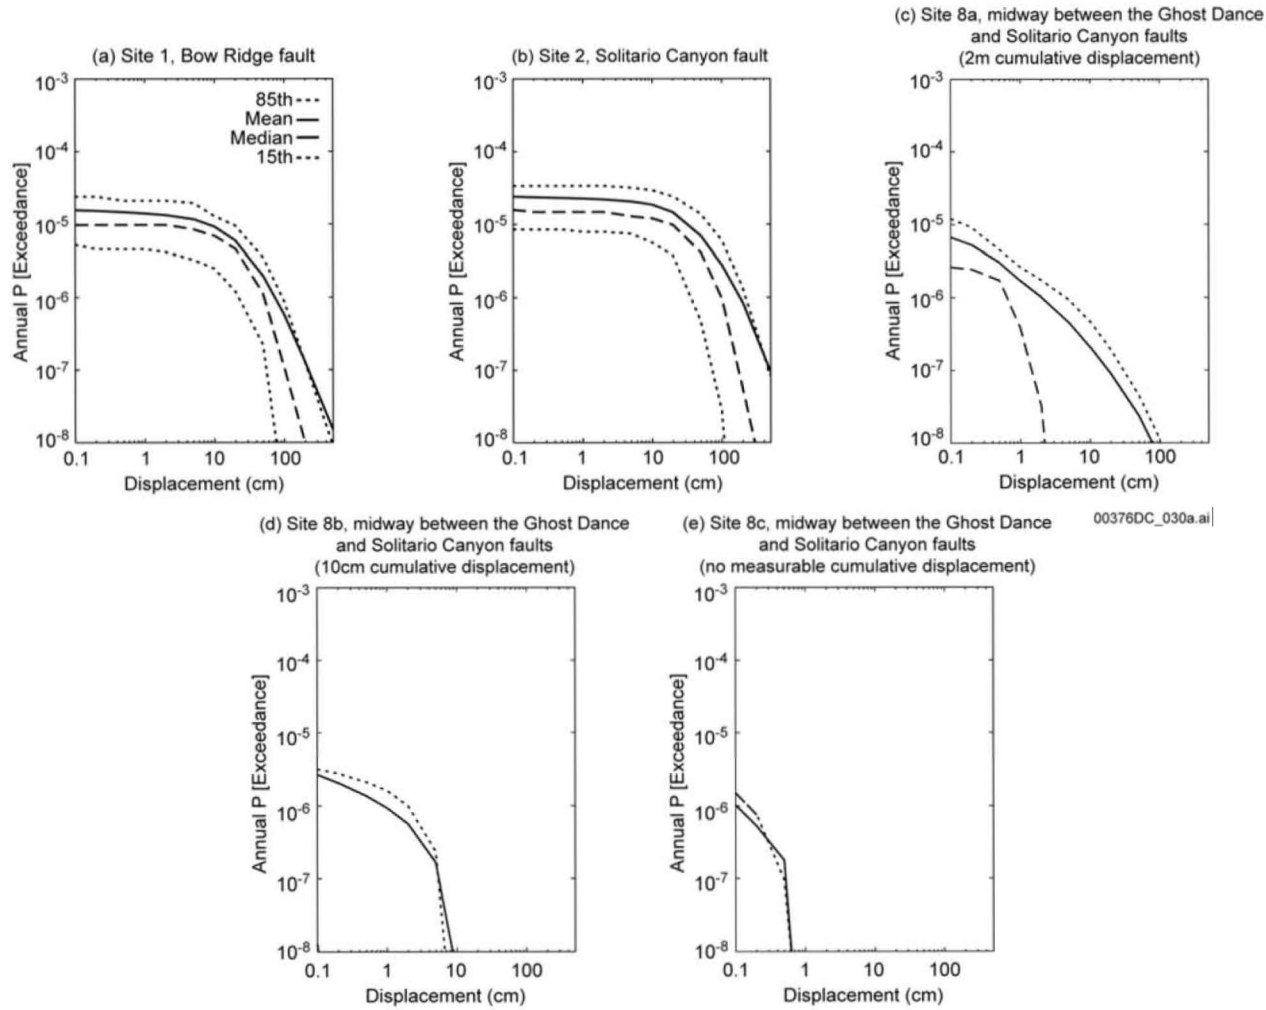 (a) Site 1, Bow Ridge fault
10-3
10-4
10-5
10-6
10-7
10-8
Annual P [Exceedance]
85th
Mean
Median
15th
0.1 1 10 100
Displacement (cm)
(b) Site 2, Solitario Canyon fault
10-3
10-4
10-5
10-6
10-7
10-8
Annual P [Exceedance]
0.1 1 10 100
Displacement (cm)
(c) Site 8a, midway between the Ghost Dance
and Solitario Canyon faults
(2m cumulative displacement)
10-3
10-4
10-5
10-6
10-7
10-8
Annual P [Exceedance]
0.1 1 10 100
Displacement (cm)
00376DC_030a.ai
(d) Site 8b, midway between the Ghost Dance
and Solitario Canyon faults
(10cm cumulative displacement)
10-3
10-4
10-5
10-6
10-7
10-8
Annual P [Exceedance]
0.1 1 10 100
Displacement (cm)
(e) Site 8c, midway between the Ghost Dance
and Solitario Canyon faults
(no measurable cumulative displacement)
10-3
10-4
10-5
10-6
10-7
10-8
Annual P [Exceedance]
0.1 1 10 100
Displacement (cm)